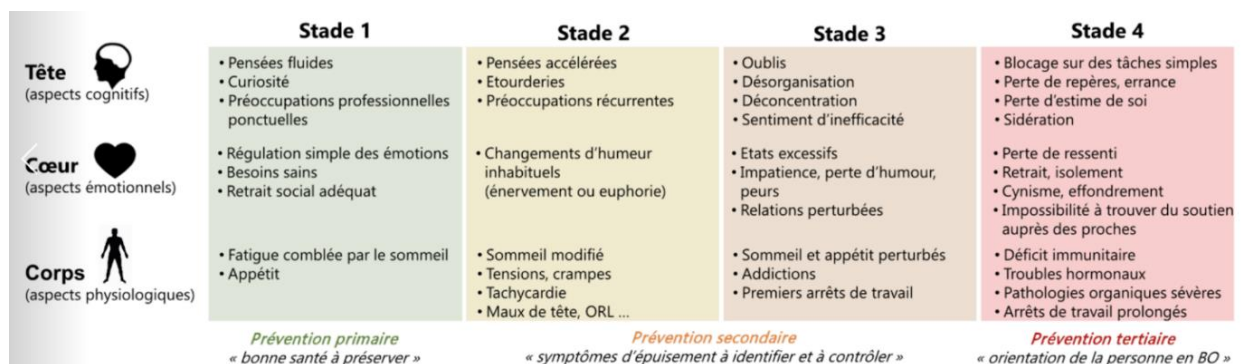 Stade 1
Stade 2
Stade 3
Stade 4
Tête
(aspects cognitifs)
• Pensées fluides
• Curiosité
• Préoccupations professionnelles
ponctuelles
• Pensées accélérées
• Etourderies
• Préoccupations récurrentes
• Oublis
• Désorganisation
• Déconcentration
• Sentiment d'inefficacité
• Blocage sur des tâches simples
• Perte de repères, errance
• Perte d'estime de soi
• Sidération
Cœur
(aspects émotionnels)
• Régulation simple des émotions
• Besoins sains
• Retrait social adéquat
• Changements d'humeur
inhabituels
(énervement ou euphorie)
• Etats excessifs
• Impatience, perte d'humour,
peurs
• Relations perturbées
• Perte de ressenti
• Retrait, isolement
• Cynisme, effondrement
• Impossibilité à trouver du soutien
auprès des proches
Corps
(aspects physiologiques)
• Fatigue comblée par le sommeil
• Appétit
• Sommeil modifié
• Tensions, crampes
• Tachycardie
• Maux de tête, ORL ...
• Sommeil et appétit perturbés
• Addictions
• Premiers arrêts de travail
• Déficit immunitaire
• Troubles hormonaux
• Pathologies organiques sévères
• Arrêts de travail prolongés
Prévention primaire
« bonne santé à préserver »
Prévention secondaire
« symptômes d'épuisement à identifier et à contrôler »
Prévention tertiaire
« orientation de la personne en BO »